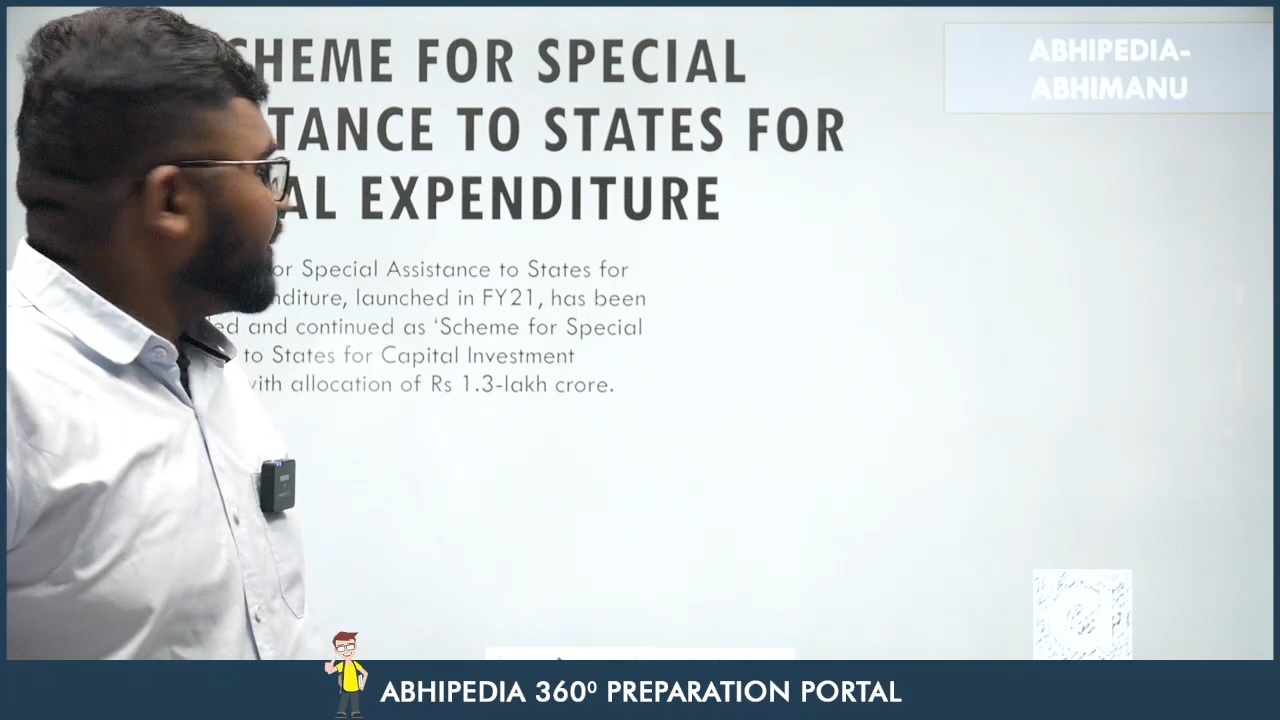 HEME FOR SPECIAL
TANCE TO STATES FOR
AL EXPENDITURE
or Special Assistance to States for
nditure, launched in FY21, has been
ed and continued as ‘Scheme for Special
to States for Capital Investment
with allocation of Rs 1.3-lakh crore.
ABHIPEDIA-
ABHIMANU
ABHIPEDIA 360⁰ PREPARATION PORTAL